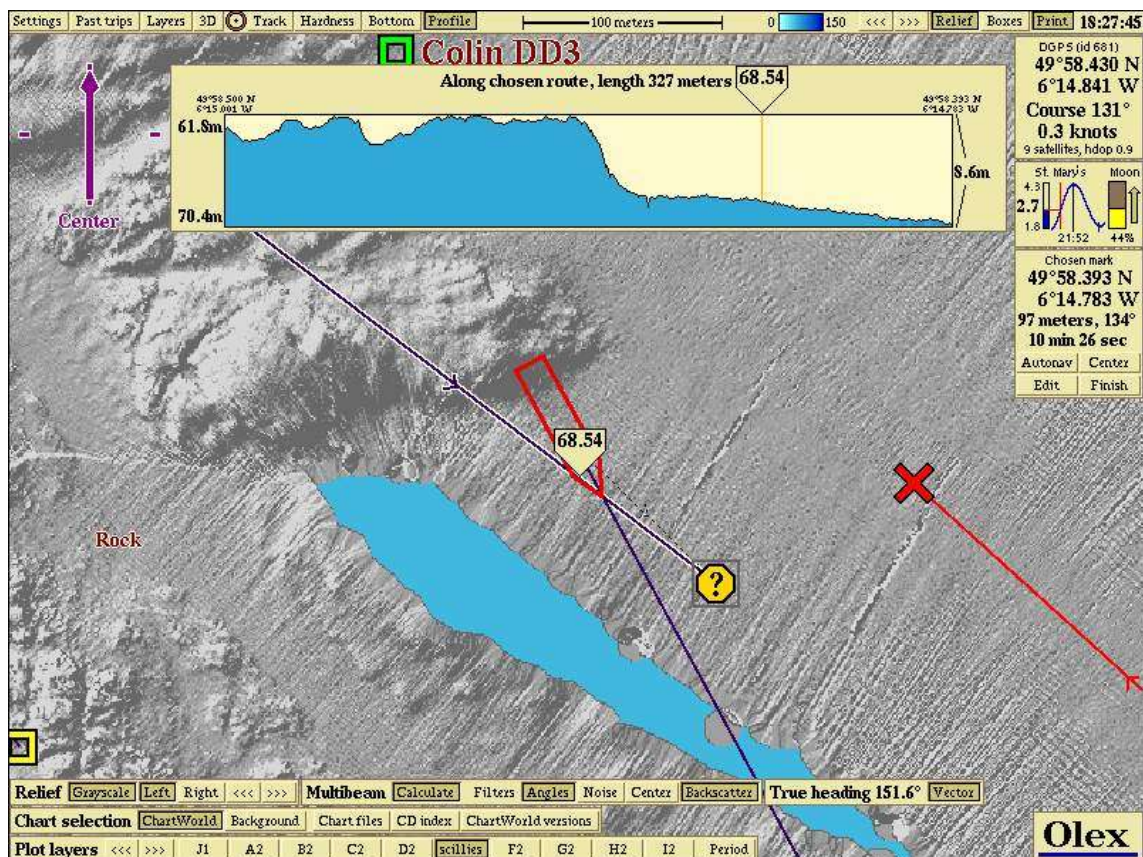 Settings Past trips Layers 3D Track Hardness Bottom Profile 100 meters 0 150 <<< >>> Relief Boxes Print 18:27:45
Colin DD3
DGPS (id 681)
49°58.430 N
6°14.841 W
Course 131°
0.3 knots
9 satellites, hdop 0.9
Along chosen route, length 327 meters 68.54
49°58.500 N
6°15.001 W
49°58.393 N
6°14.783 W
61.8m
8.6m
70.4m
Center
St. Mary's Moon
4.3
2.7
1.8
21:52 44%
Chosen mark
49°58.393 N
6°14.783 W
97 meters, 134°
10 min 26 sec
Autonav Center
Edit Finish
68.54
Rock
?
Relief Grayscale Left Right <<< >>> Multibeam Calculate Filters Angles Noise Center Backscatter True heading 151.6° Vector
Chart selection ChartWorld Background Chart files CD index ChartWorld versions
Plot layers <<< >>> J1 A2 B2 C2 D2 scillies F2 G2 H2 I2 Period
Olex